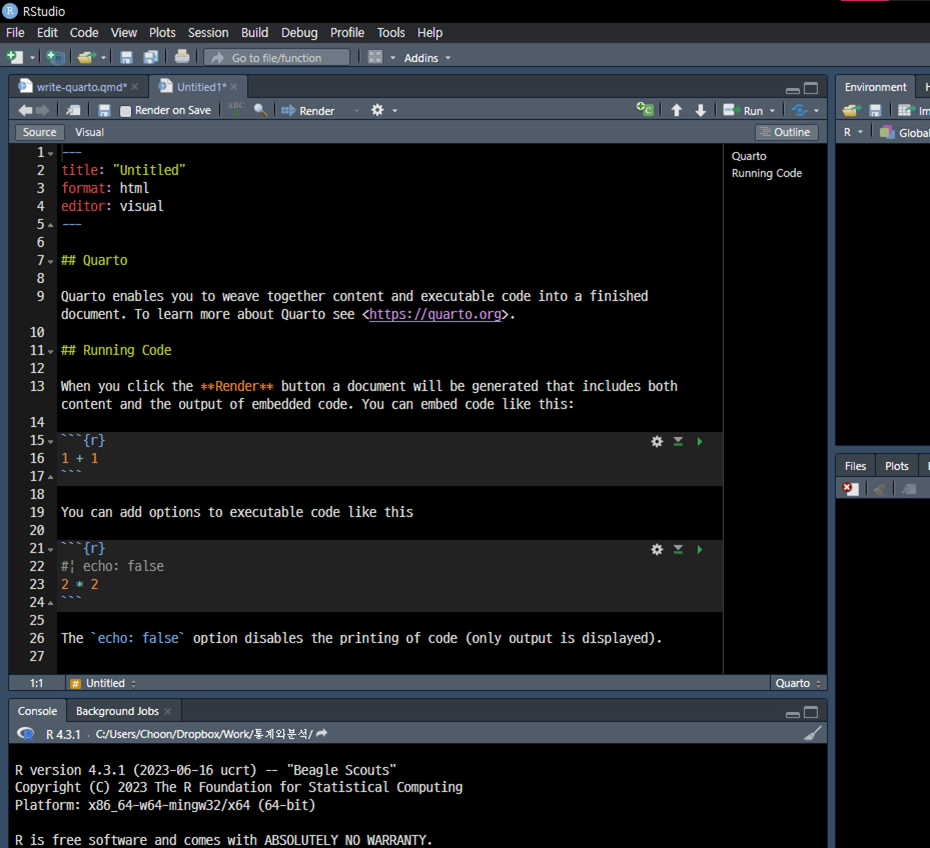 RStudio
File Edit Code View Plots Session Build Debug Profile Tools Help
Go to file/function Addins
write-quarto.qmd* Untitled1*
Render on Save ABC Render Run
Source Visual Outline
1 ---
2 title: "Untitled"
3 format: html
4 editor: visual
5 ---
6
7 ## Quarto
8
9 Quarto enables you to weave together content and executable code into a finished
document. To learn more about Quarto see <https://quarto.org>.
10
11 ## Running Code
12
13 When you click the **Render** button a document will be generated that includes both
content and the output of embedded code. You can embed code like this:
14
15 ```{r}
16 1 + 1
17 ```
18
19 You can add options to executable code like this
20
21 ```{r}
22 #¦ echo: false
23 2 * 2
24 ```
25
26 The `echo: false` option disables the printing of code (only output is displayed).
27
Quarto
Running Code
1:1 # Untitled Quarto
Console Background Jobs
R 4.3.1 · C:/Users/Choon/Dropbox/Work/통계와분석/
R version 4.3.1 (2023-06-16 ucrt) -- "Beagle Scouts"
Copyright (C) 2023 The R Foundation for Statistical Computing
Platform: x86_64-w64-mingw32/x64 (64-bit)
R is free software and comes with ABSOLUTELY NO WARRANTY.
Environment H
Im
R Global
Files Plots